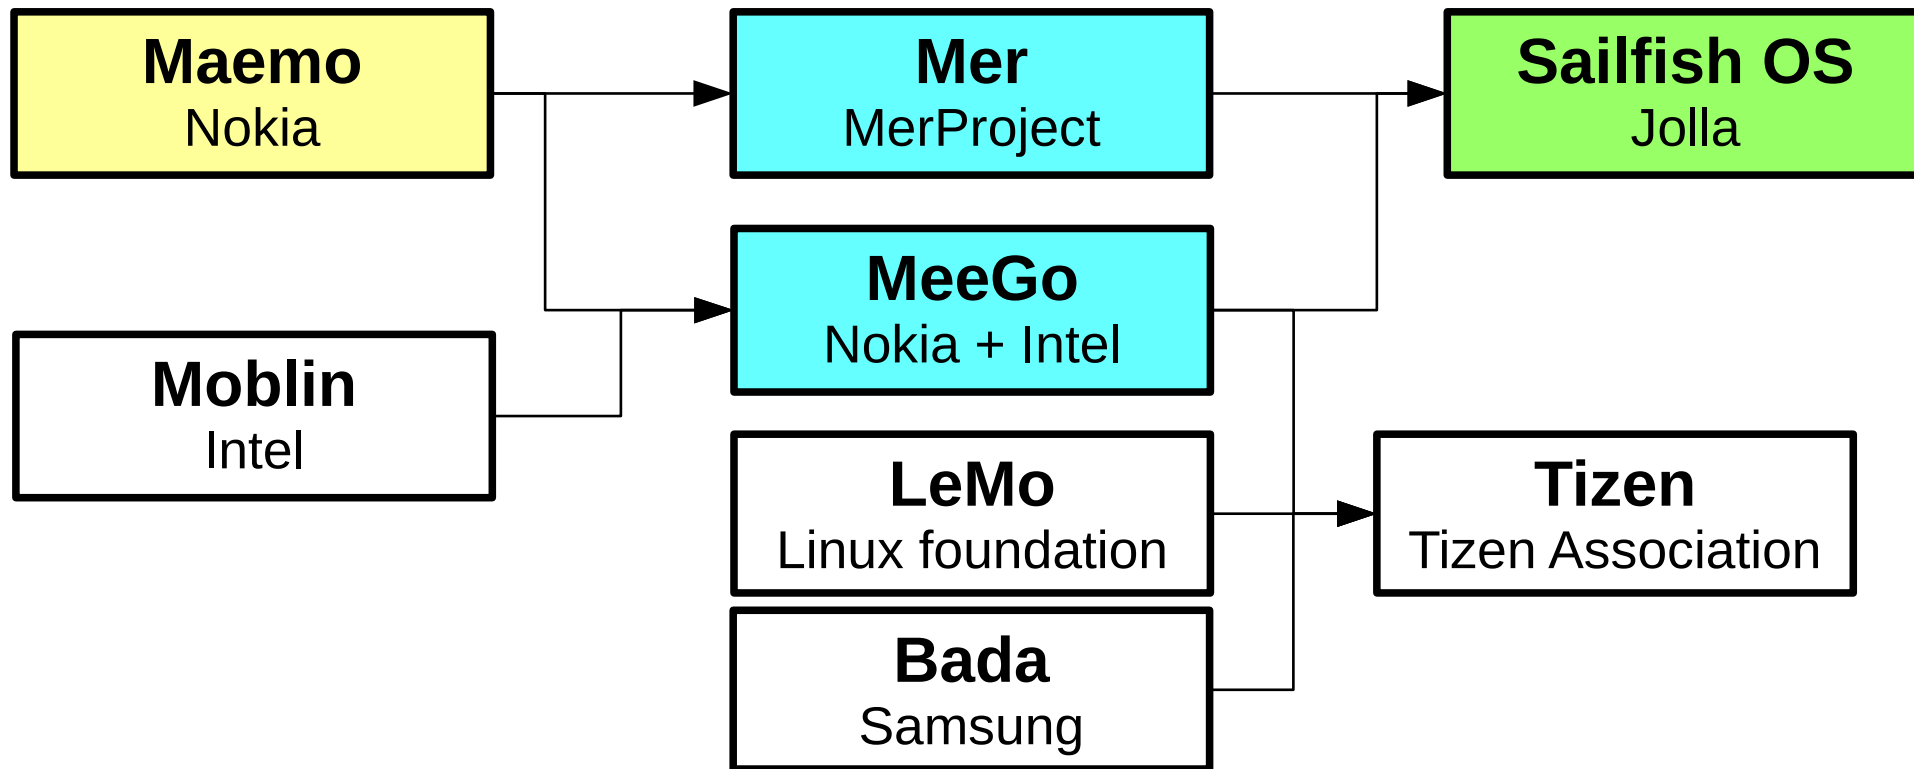 Maemo
Nokia
Mer
MerProject
Sailfish OS
Jolla
MeeGo
Nokia + Intel
Moblin
Intel
LeMo
Linux foundation
Tizen
Tizen Association
Bada
Samsung